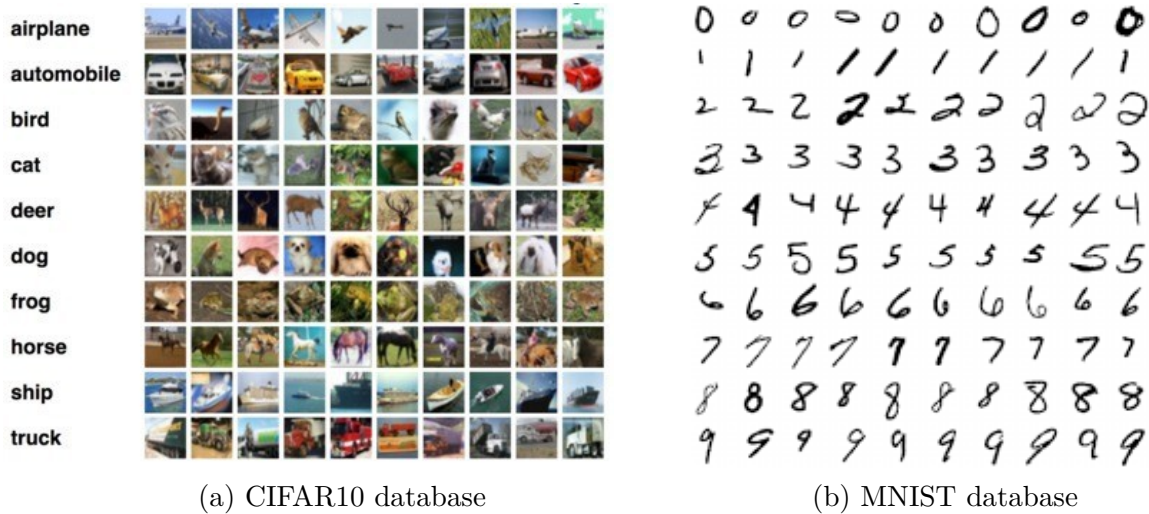 airplane
automobile
bird
cat
deer
dog
frog
horse
ship
truck
(a) CIFAR10 database
0 0 0 0 0 0 0 0 0 0
1 1 1 1 1 1 1 1 1 1
2 2 2 2 2 2 2 2 2 2
3 3 3 3 3 3 3 3 3 3
4 4 4 4 4 4 4 4 4 4
5 5 5 5 5 5 5 5 5 5
6 6 6 6 6 6 6 6 6 6
7 7 7 7 7 7 7 7 7 7
8 8 8 8 8 8 8 8 8 8
9 9 9 9 9 9 9 9 9 9
(b) MNIST database